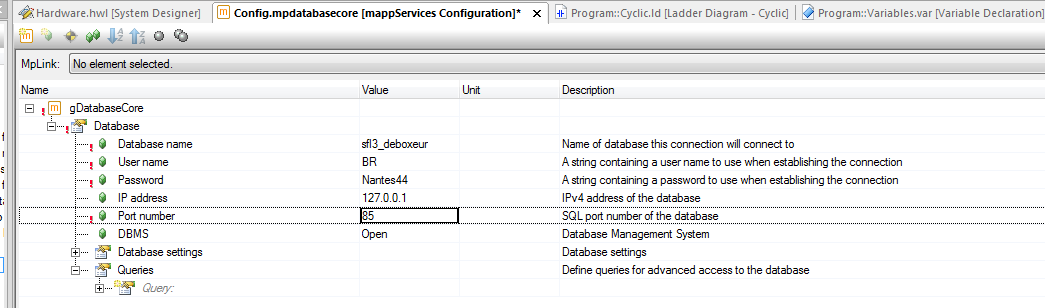 Hardware.hwl [System Designer] Config.mpdatabasecore [mappServices Configuration]* Program::Cyclic.ld [Ladder Diagram - Cyclic] Program::Variables.var [Variable Declaration]
MpLink: No element selected.
Name Value Unit Description
gDatabaseCore
Database
Database name sfl3_deboxeur Name of database this connection will connect to
User name BR A string containing a user name to use when establishing the connection
Password Nantes44 A string containing a password to use when establishing the connection
IP address 127.0.0.1 IPv4 address of the database
Port number 85 SQL port number of the database
DBMS Open Database Management System
Database settings Database settings
Queries Define queries for advanced access to the database
Query: